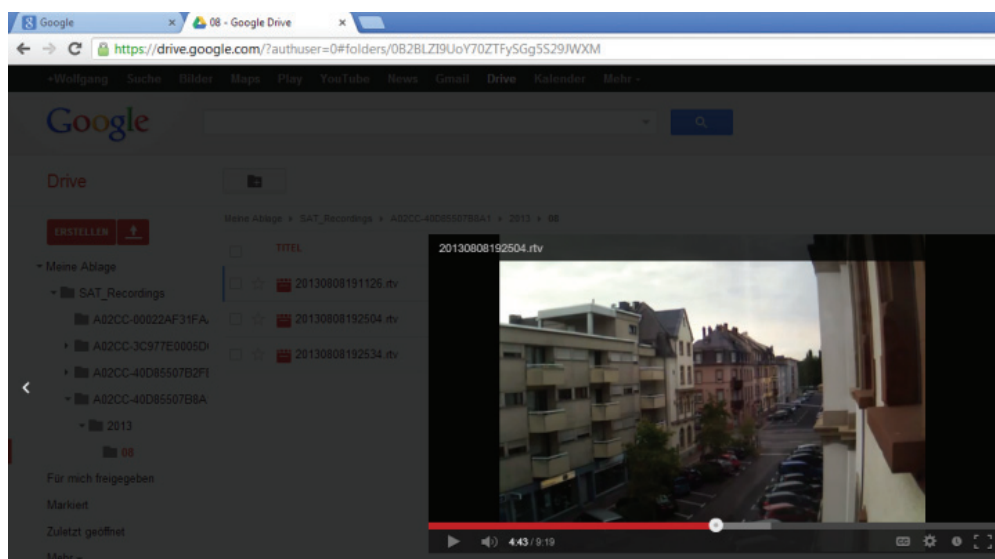 Google
08 - Google Drive
https://drive.google.com/?authuser=0#folders/0B2BLZI9UoY70ZTFySGg5S29JWXM
+Wolfgang Suche Bilder Maps Play YouTube News Gmail Drive Kalender Mehr
Google
Drive
Meine Ablage SAT_Recordings A02CC-40D85507B8A1 2013 08
ERSTELLEN
TITEL
20130808192504.rtv
Meine Ablage
20130808191126.rtv
SAT_Recordings
A02CC-00022AF31FA
20130808192504.rtv
A02CC-3C977E0005D
20130808192534.rtv
A02CC-40D85507B2F
A02CC-40D85507B8A
2013
08
Für mich freigegeben
Markiert
Zuletzt geöffnet
4:43 / 9:19
Mehr